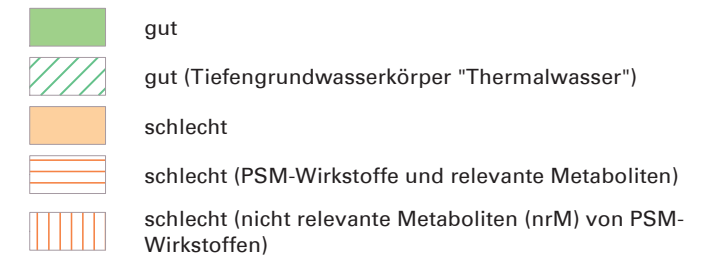 gut
gut (Tiefengrundwasserkörper "Thermalwasser")
schlecht
schlecht (PSM-Wirkstoffe und relevante Metaboliten)
schlecht (nicht relevante Metaboliten (nrM) von PSM-
Wirkstoffen)